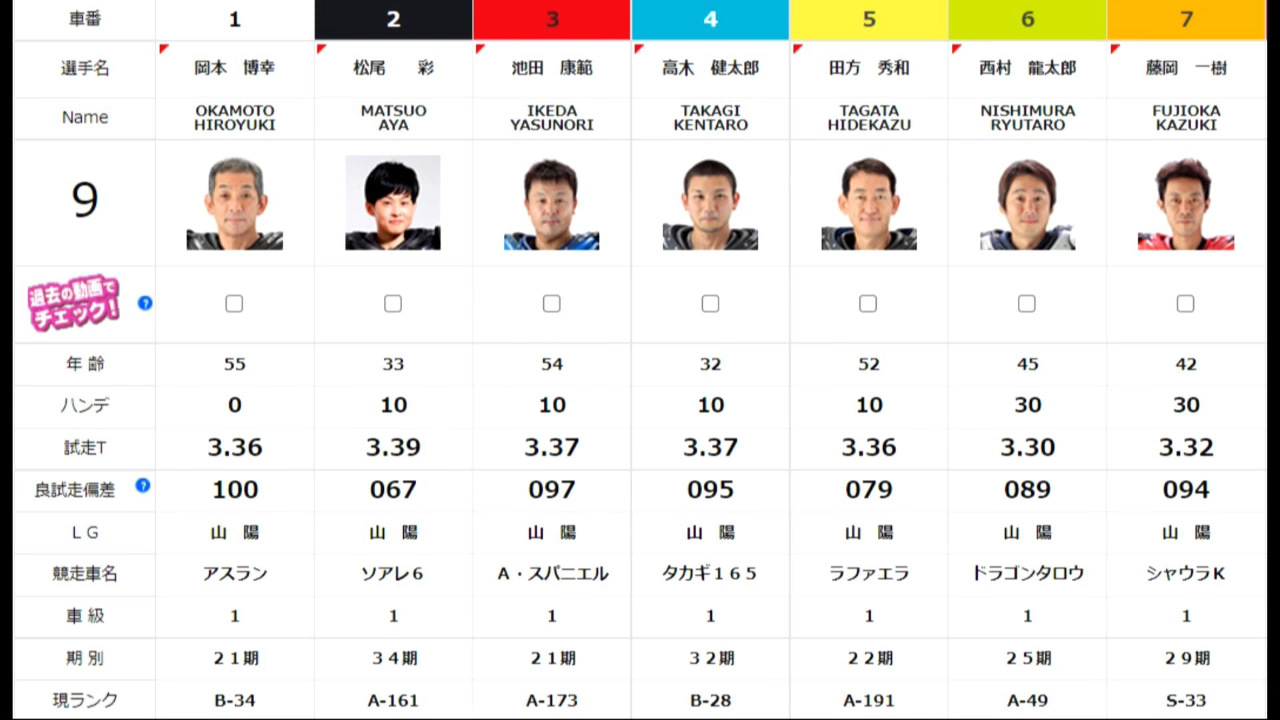 車番 1 2 3 4 5 6 7
選手名 岡本 博幸 松尾 彩 池田 康範 高木 健太郎 田方 秀和 西村 龍太郎 藤岡 一樹
Name OKAMOTO HIROYUKI MATSUO AYA IKEDA YASUNORI TAKAGI KENTARO TAGATA HIDEKAZU NISHIMURA RYUTARO FUJIOKA KAZUKI
9
過去の動画で
チェック! ?
年齢 55 33 54 32 52 45 42
ハンデ 0 10 10 10 10 30 30
試走T 3.36 3.39 3.37 3.37 3.36 3.30 3.32
良試走偏差 ? 100 067 097 095 079 089 094
LG 山陽 山陽 山陽 山陽 山陽 山陽 山陽
競走車名 アスラン ソアレ6 A・スパニエル タカギ165 ラファエラ ドラゴンタロウ シャウラK
車級 1 1 1 1 1 1 1
期別 21期 34期 21期 32期 22期 25期 29期
現ランク B-34 A-161 A-173 B-28 A-191 A-49 S-33